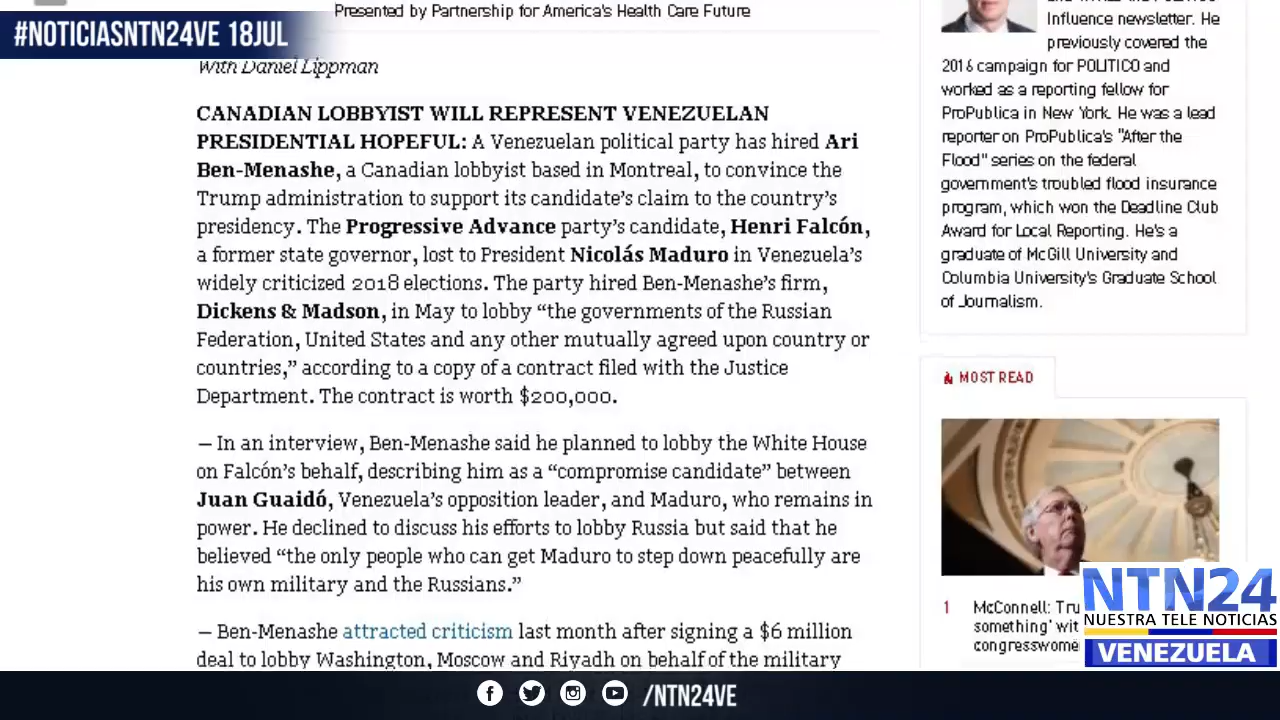 Presented by Partnership for America's Health Care Future
#NOTICIASNTN24VE 18JUL
With Daniel Lippman
CANADIAN LOBBYIST WILL REPRESENT VENEZUELAN
PRESIDENTIAL HOPEFUL: A Venezuelan political party has hired Ari
Ben-Menashe, a Canadian lobbyist based in Montreal, to convince the
Trump administration to support its candidate's claim to the country's
presidency. The Progressive Advance party's candidate, Henri Falcón,
a former state governor, lost to President Nicolás Maduro in Venezuela's
widely criticized 2018 elections. The party hired Ben-Menashe's firm,
Dickens & Madson, in May to lobby “the governments of the Russian
Federation, United States and any other mutually agreed upon country or
countries,” according to a copy of a contract filed with the Justice
Department. The contract is worth $200,000.
— In an interview, Ben-Menashe said he planned to lobby the White House
on Falcón's behalf, describing him as a “compromise candidate” between
Juan Guaidó, Venezuela's opposition leader, and Maduro, who remains in
power. He declined to discuss his efforts to lobby Russia but said that he
believed “the only people who can get Maduro to step down peacefully are
his own military and the Russians.”
— Ben-Menashe attracted criticism last month after signing a $6 million
deal to lobby Washington, Moscow and Riyadh on behalf of the military
Influence newsletter. He
previously covered the
2016 campaign for POLITICO and
worked as a reporting fellow for
ProPublica in New York. He was a lead
reporter on ProPublica's "After the
Flood" series on the federal
government's troubled flood insurance
program, which won the Deadline Club
Award for Local Reporting. He's a
graduate of McGill University and
Columbia University's Graduate School
of Journalism.
MOST READ
1 McConnell: Tru
something' wit
congresswome
NTN24
NUESTRA TELE NOTICIAS
VENEZUELA
/NTN24VE